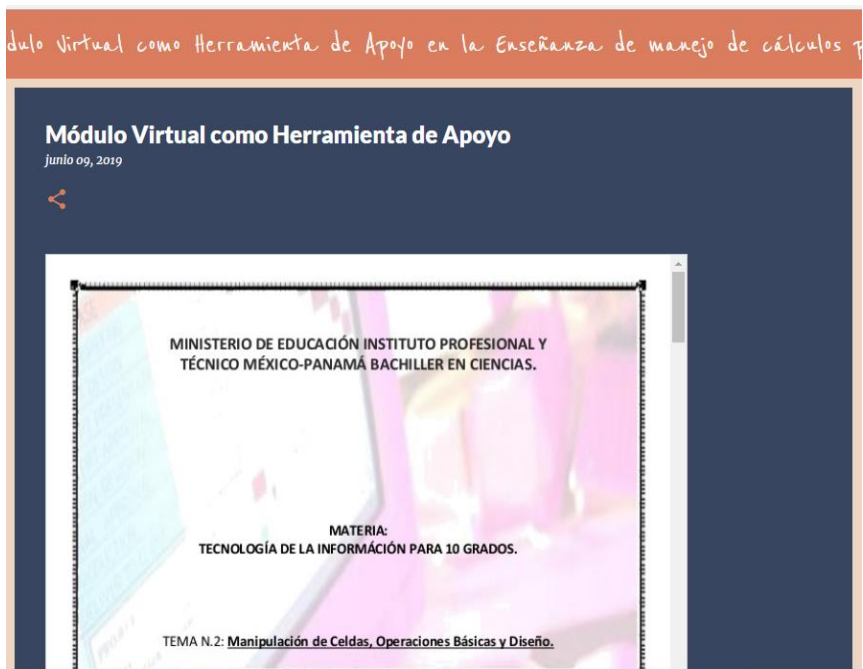 dulo Virtual como Herramienta de Apoyo en la Enseñanza de manejo de cálculos p
Módulo Virtual como Herramienta de Apoyo
junio 09, 2019
MINISTERIO DE EDUCACIÓN INSTITUTO PROFESIONAL Y
TÉCNICO MÉXICO-PANAMÁ BACHILLER EN CIENCIAS.
MATERIA:
TECNOLOGÍA DE LA INFORMÁCIÓN PARA 10 GRADOS.
TEMA N.2: Manipulación de Celdas, Operaciones Básicas y Diseño.